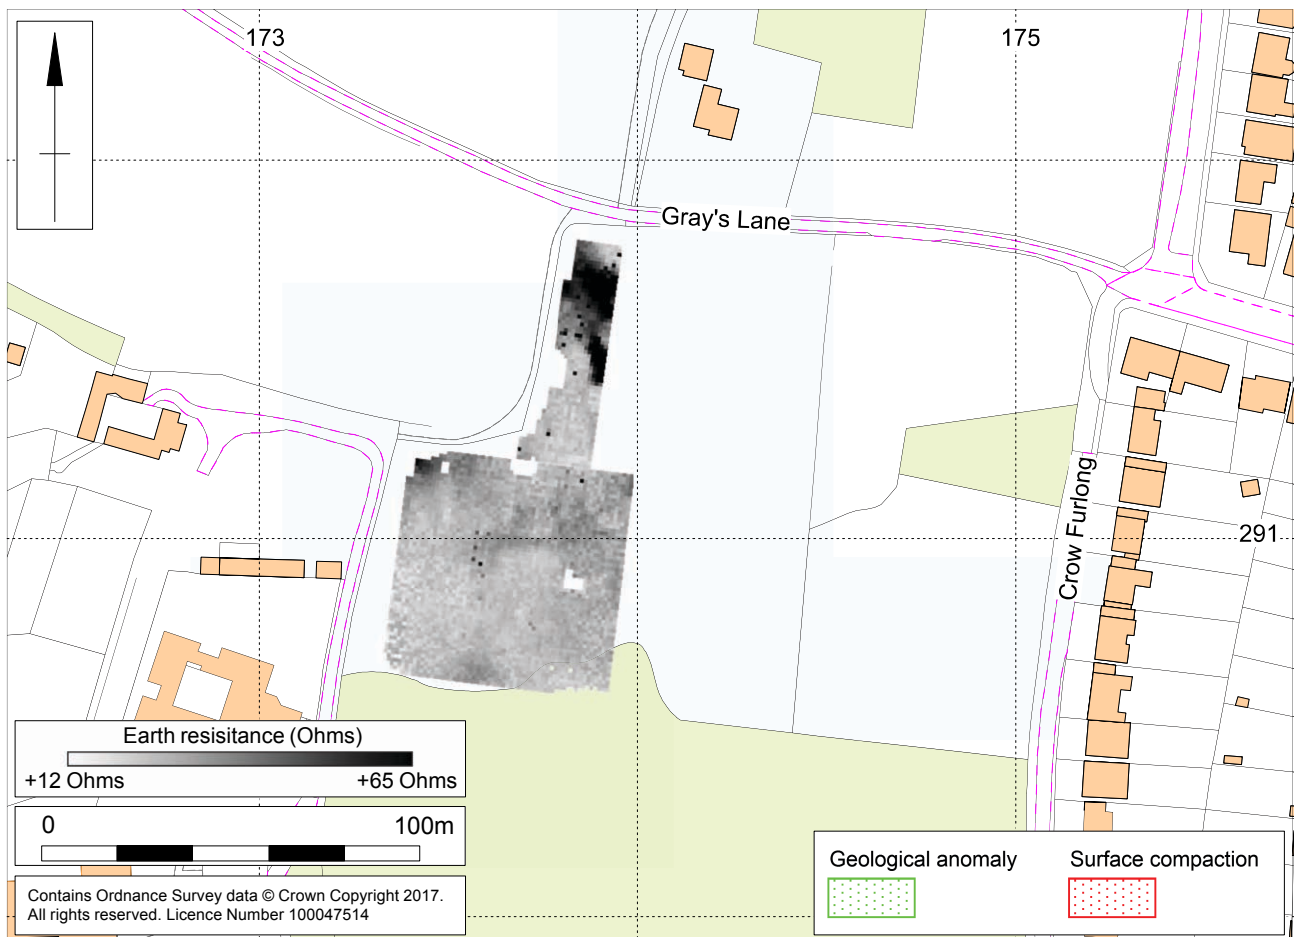 173
175
Gray's Lane
Crow Furlong
291
Earth resisitance (Ohms)
+12 Ohms
+65 Ohms
0
100m
Contains Ordnance Survey data © Crown Copyright 2017.
All rights reserved. Licence Number 100047514
Geological anomaly
Surface compaction